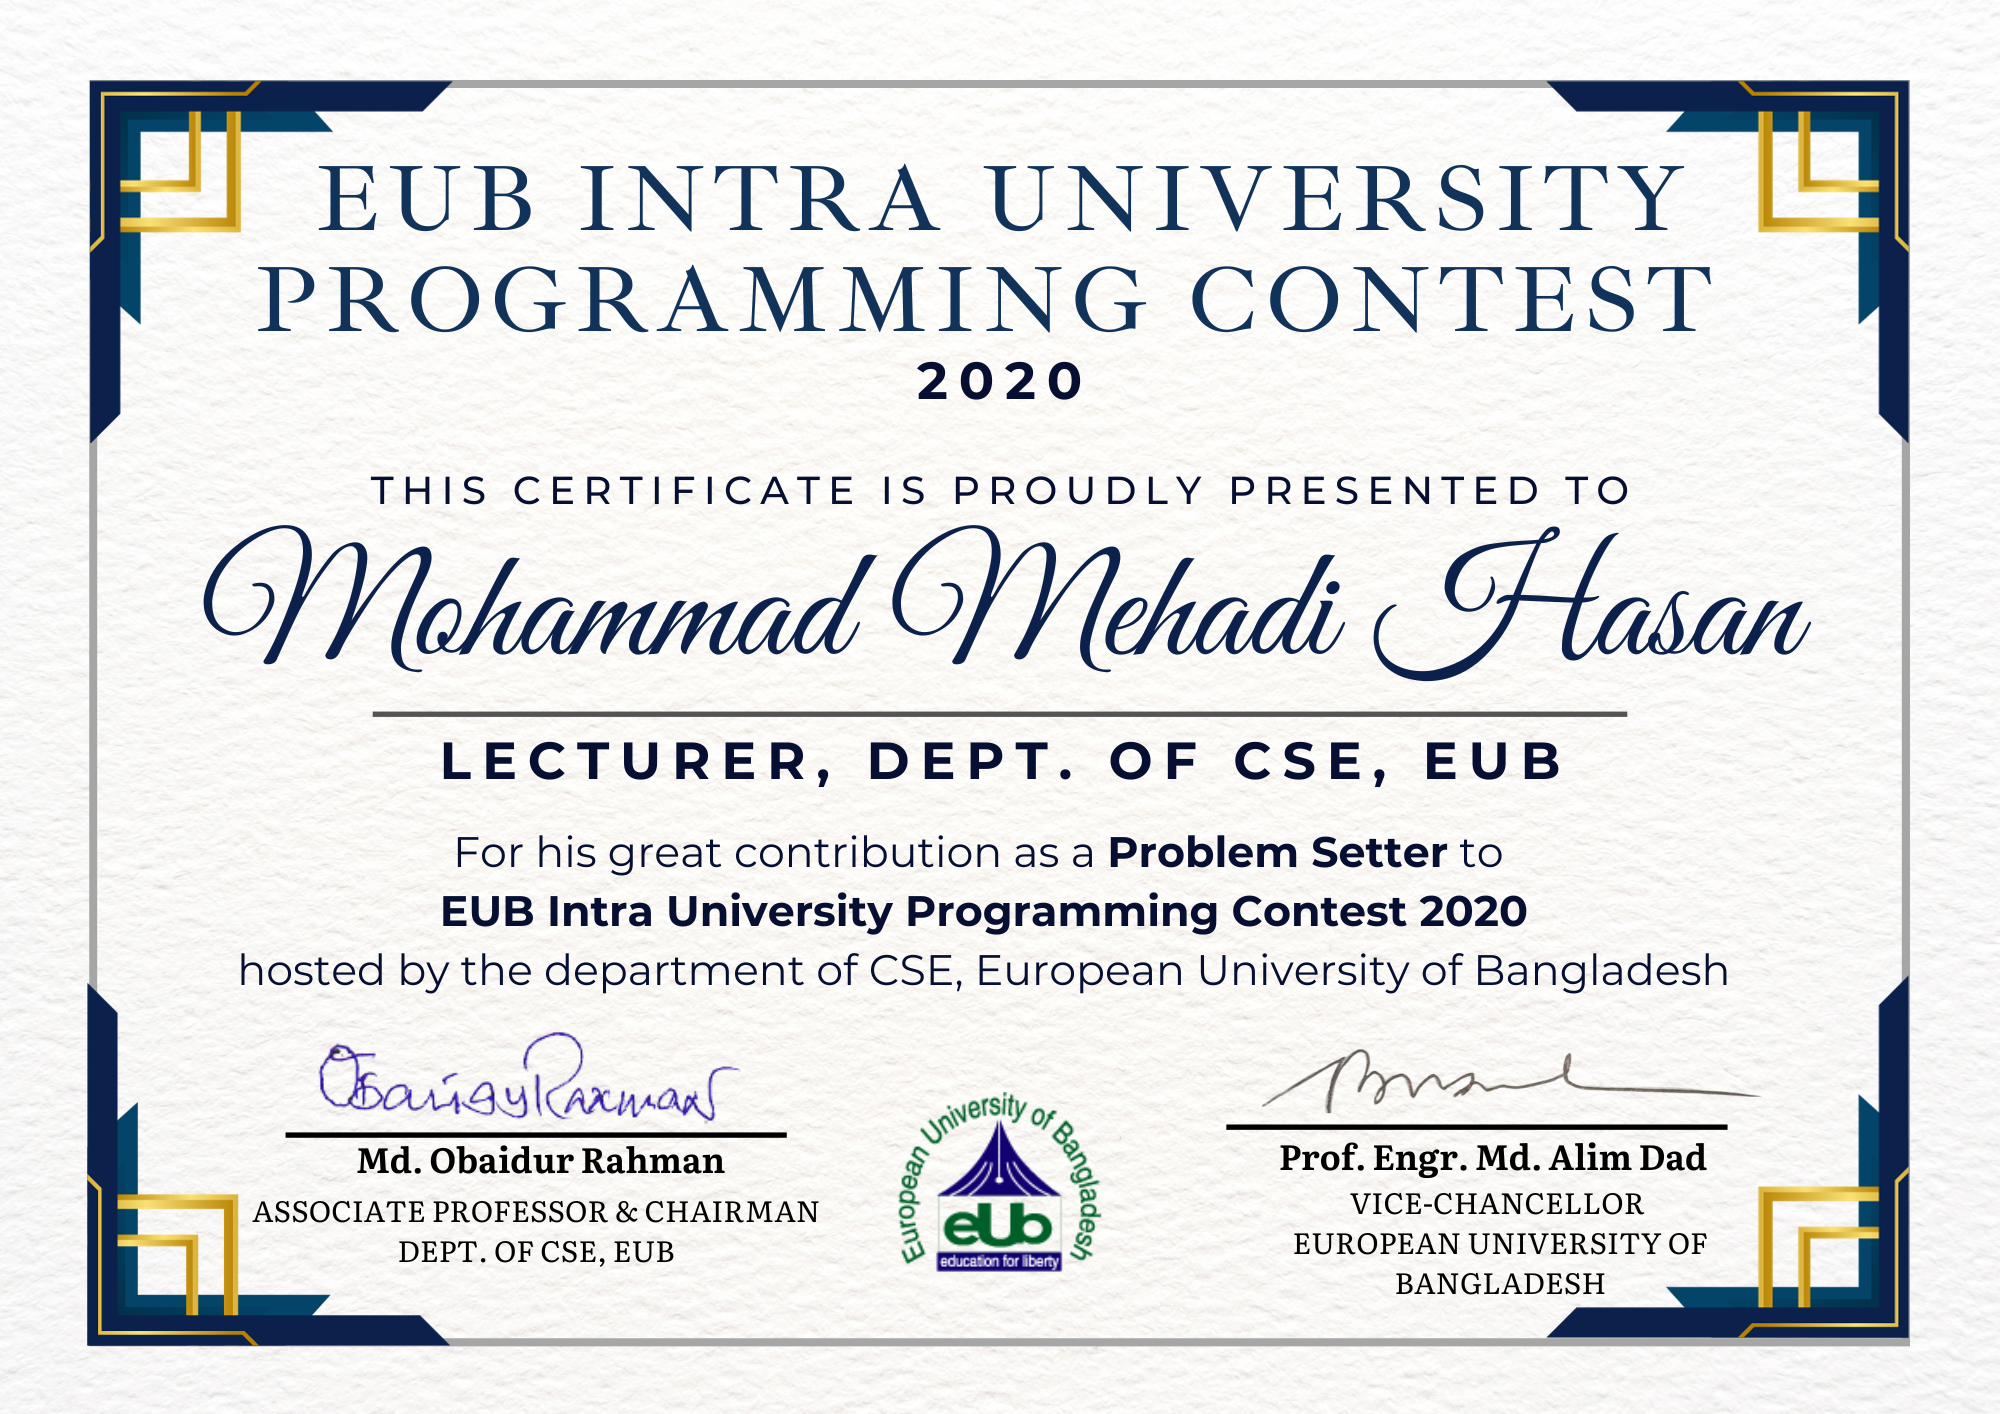 EUB INTRA UNIVERSITY
PROGRAMMING CONTEST
2020
THIS CERTIFICATE IS PROUDLY PRESENTED TO
Mohammad Mehadi Hasan
LECTURER, DEPT. OF CSE, EUB
For his great contribution as a Problem Setter to
EUB Intra University Programming Contest 2020
hosted by the department of CSE, European University of Bangladesh
Obaidur Rahman
Md. Obaidur Rahman
ASSOCIATE PROFESSOR & CHAIRMAN
DEPT. OF CSE, EUB
European University of Bangladesh
eUb
education for liberty
Prof. Engr. Md. Alim Dad
VICE-CHANCELLOR
EUROPEAN UNIVERSITY OF
BANGLADESH